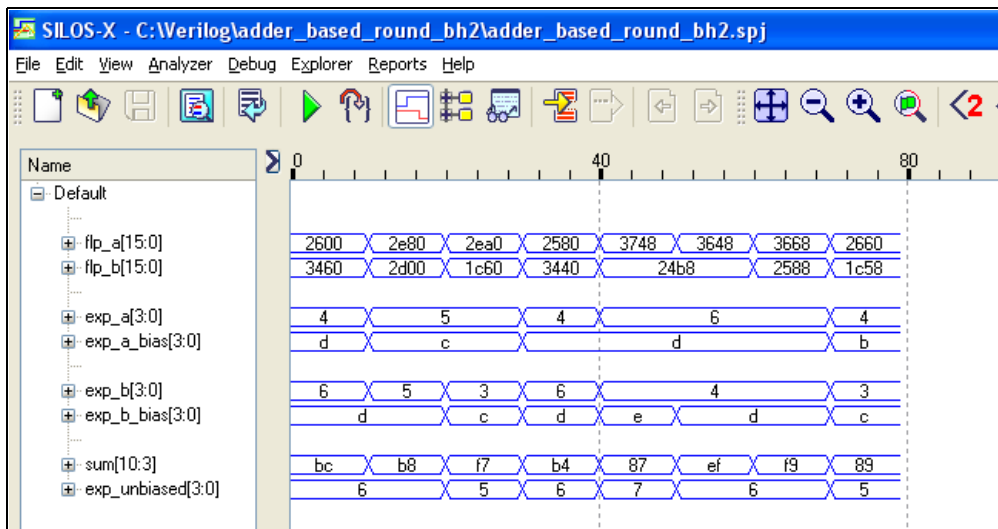 SILOS-X - C:\Verilog\adder_based_round_bh2\adder_based_round_bh2.spj
File Edit View Analyzer Debug Explorer Reports Help
2
Name 0 40 80
Default
flp_a[15:0] 2600 2e80 2ea0 2580 3748 3648 3668 2660
flp_b[15:0] 3460 2d00 1c60 3440 24b8 2588 1c58
exp_a[3:0] 4 5 4 6 4
exp_a_bias[3:0] d c d b
exp_b[3:0] 6 5 3 6 4 3
exp_b_bias[3:0] d c d e d c
sum[10:3] bc b8 f7 b4 87 ef f9 89
exp_unbiased[3:0] 6 5 6 7 6 5